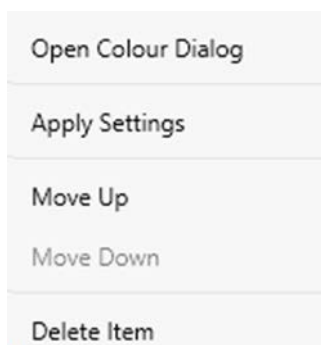 Open Colour Dialog
Apply Settings
Move Up
Move Down
Delete Item